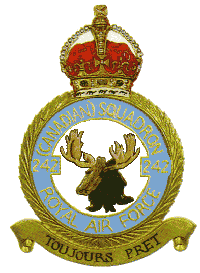 (CANADIAN) SQUADRON
242 242
ROYAL AIR FORCE
TOUJOURS PRET